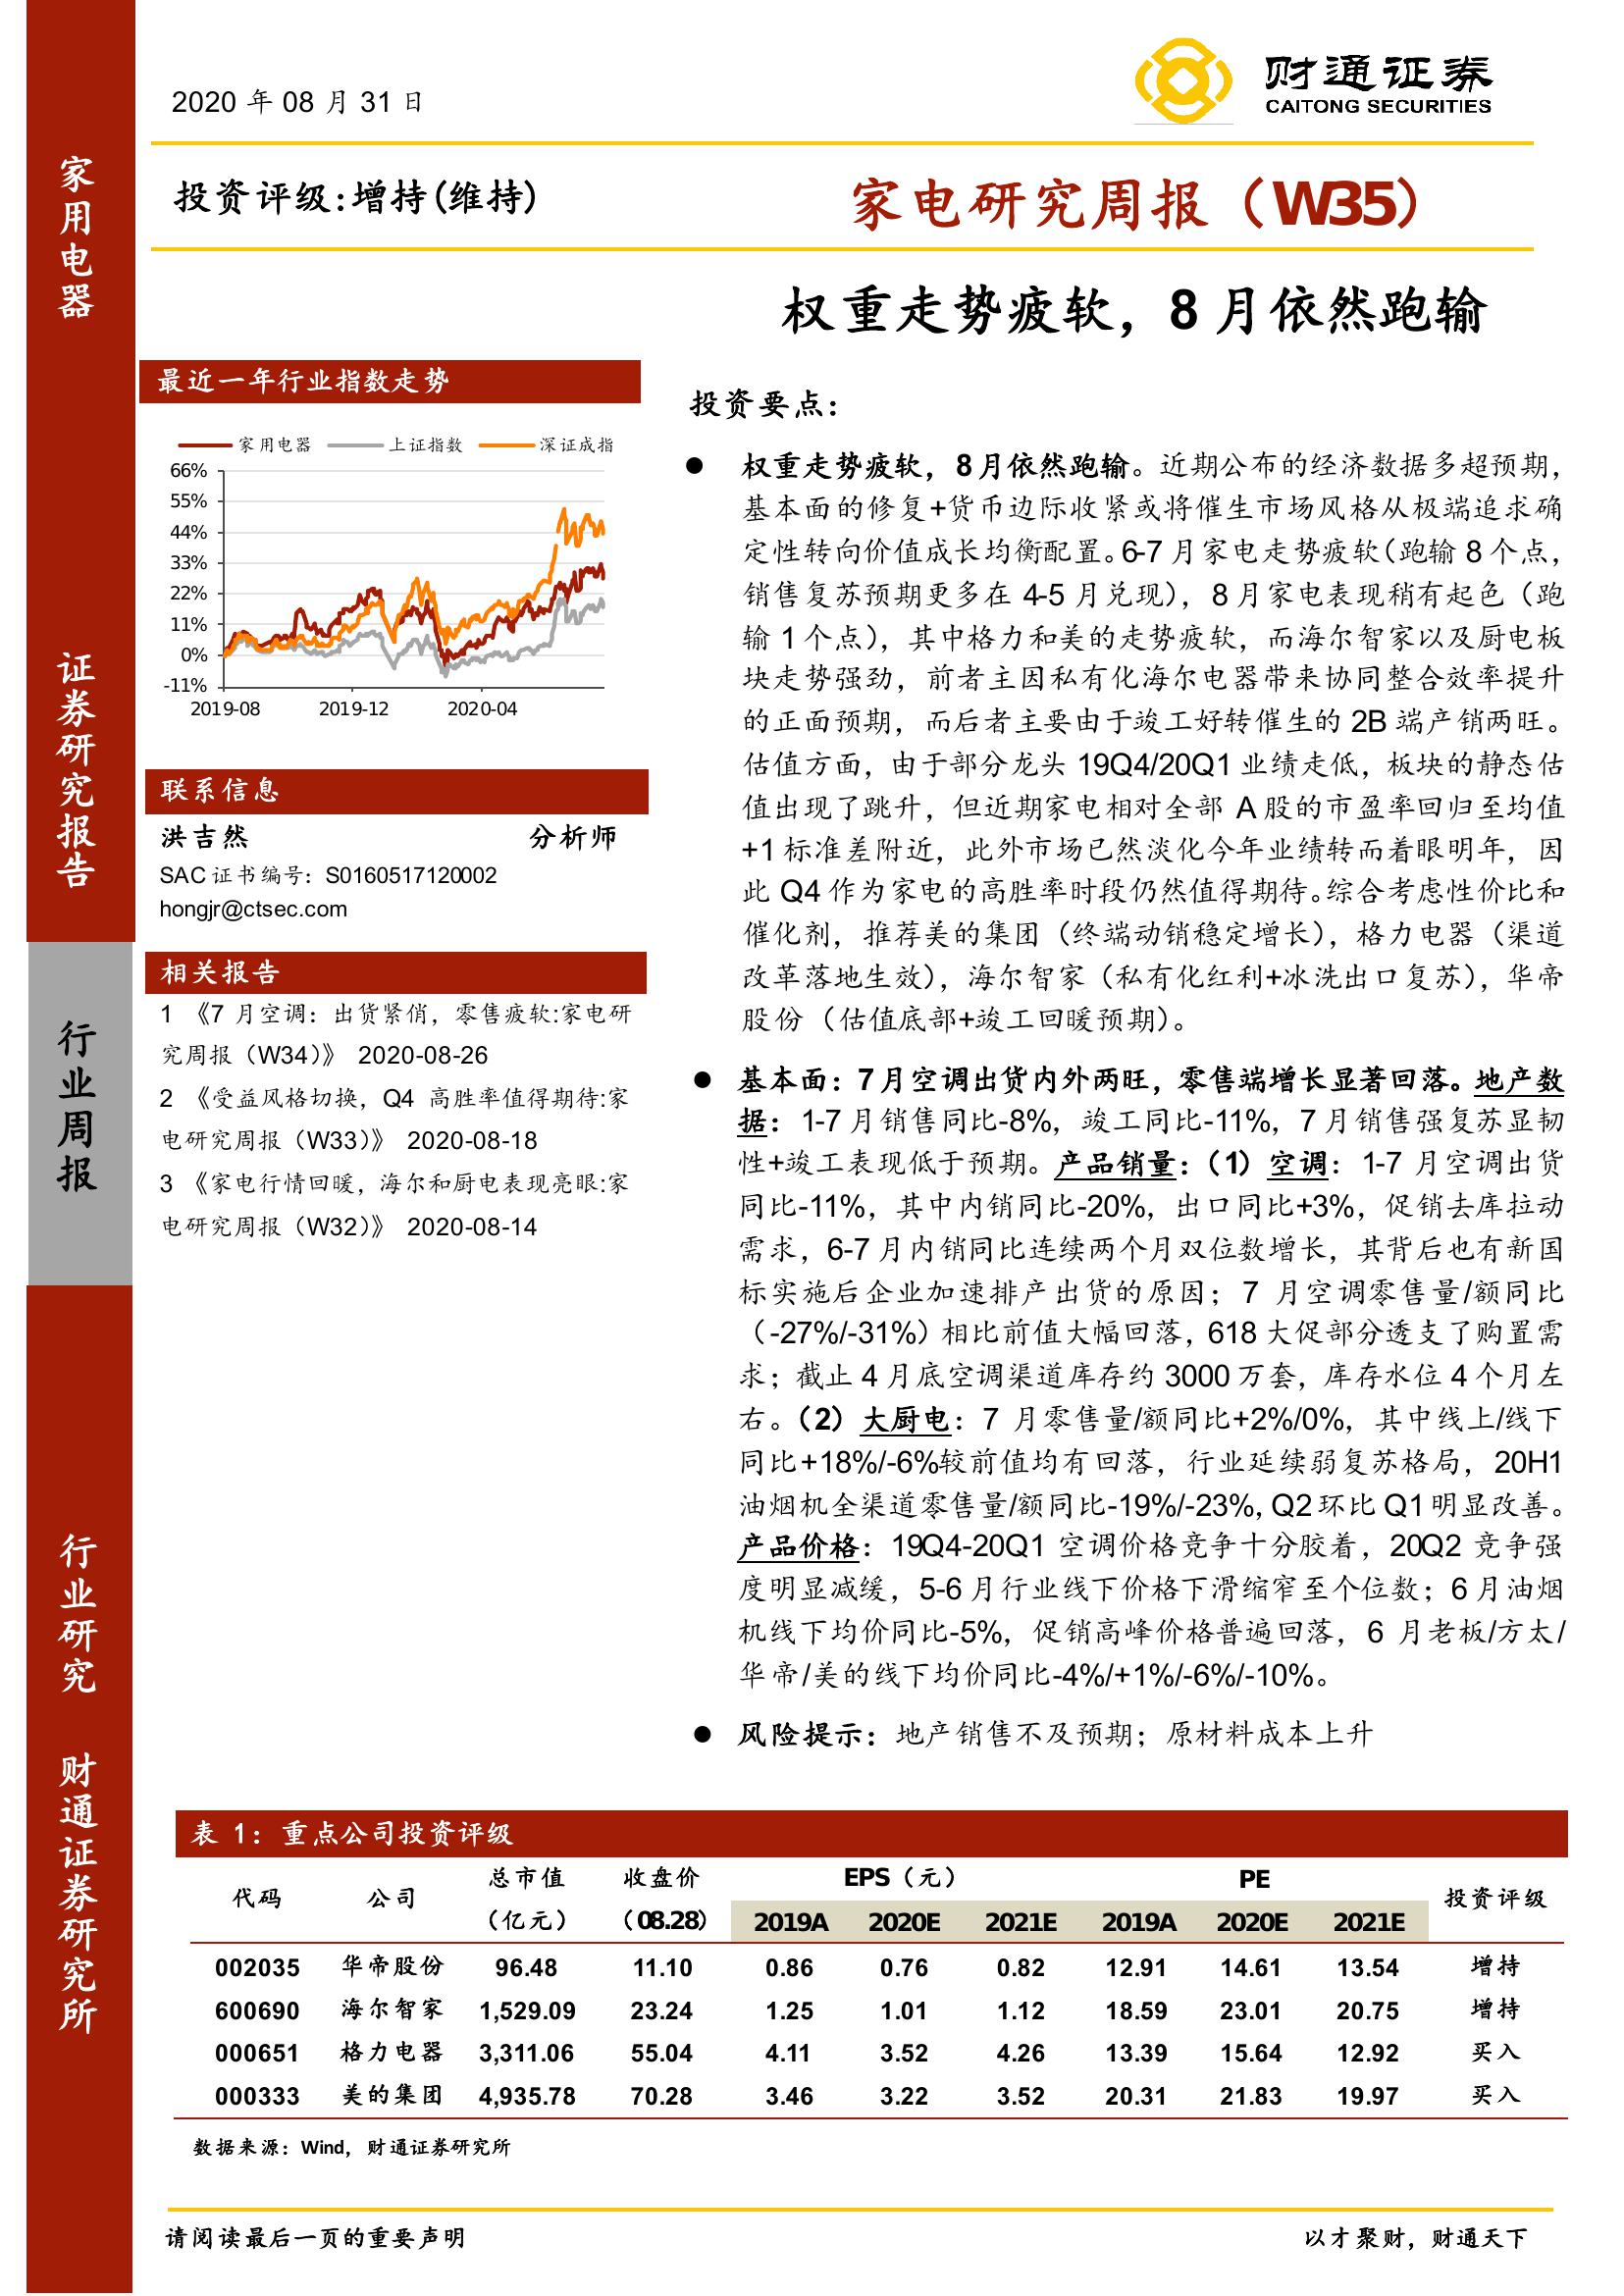 2020 年 08 月 31 日
财通证券
CAITONG SECURITIES
投资评级:增持(维持)
家电研究周报（W35）
权重走势疲软，8 月依然跑输
家用电器
证券研究报告
行业周报
行业研究
财通证券研究所
最近一年行业指数走势
家用电器 上证指数 深证成指
66%
55%
44%
33%
22%
11%
0%
-11%
2019-08 2019-12 2020-04
联系信息
洪吉然 分析师
SAC 证书编号：S0160517120002
hongjr@ctsec.com
相关报告
1 《7 月空调：出货紧俏，零售疲软:家电研
究周报（W34）》 2020-08-26
2 《受益风格切换，Q4 高胜率值得期待:家
电研究周报（W33）》 2020-08-18
3 《家电行情回暖，海尔和厨电表现亮眼:家
电研究周报（W32）》 2020-08-14
投资要点：
● 权重走势疲软，8 月依然跑输。近期公布的经济数据多超预期，
基本面的修复+货币边际收紧或将催生市场风格从极端追求确
定性转向价值成长均衡配置。6-7 月家电走势疲软（跑输 8 个点，
销售复苏预期更多在 4-5 月兑现），8 月家电表现稍有起色（跑
输 1 个点），其中格力和美的走势疲软，而海尔智家以及厨电板
块走势强劲，前者主因私有化海尔电器带来协同整合效率提升
的正面预期，而后者主要由于竣工好转催生的 2B 端产销两旺。
估值方面，由于部分龙头 19Q4/20Q1 业绩走低，板块的静态估
值出现了跳升，但近期家电相对全部 A 股的市盈率回归至均值
+1 标准差附近，此外市场已然淡化今年业绩转而着眼明年，因
此 Q4 作为家电的高胜率时段仍然值得期待。综合考虑性价比和
催化剂，推荐美的集团（终端动销稳定增长），格力电器（渠道
改革落地生效），海尔智家（私有化红利+冰洗出口复苏），华帝
股份（估值底部+竣工回暖预期）。
● 基本面：7 月空调出货内外两旺，零售端增长显著回落。地产数
据：1-7 月销售同比-8%，竣工同比-11%，7 月销售强复苏显韧
性+竣工表现低于预期。产品销量：（1）空调：1-7 月空调出货
同比-11%，其中内销同比-20%，出口同比+3%，促销去库拉动
需求，6-7 月内销同比连续两个月双位数增长，其背后也有新国
标实施后企业加速排产出货的原因；7 月空调零售量/额同比
（-27%/-31%）相比前值大幅回落，618 大促部分透支了购置需
求；截止 4 月底空调渠道库存约 3000 万套，库存水位 4 个月左
右。（2）大厨电：7 月零售量/额同比+2%/0%，其中线上/线下
同比+18%/-6%较前值均有回落，行业延续弱复苏格局，20H1
油烟机全渠道零售量/额同比-19%/-23%，Q2 环比 Q1 明显改善。
产品价格：19Q4-20Q1 空调价格竞争十分胶着，20Q2 竞争强
度明显减缓，5-6 月行业线下价格下滑缩窄至个位数；6 月油烟
机线下均价同比-5%，促销高峰价格普遍回落，6 月老板/方太/
华帝/美的线下均价同比-4%/+1%/-6%/-10%。
● 风险提示：地产销售不及预期；原材料成本上升
表 1：重点公司投资评级
代码 公司 总市值（亿元） 收盘价（08.28） EPS（元） PE 投资评级
2019A 2020E 2021E 2019A 2020E 2021E
002035 华帝股份 96.48 11.10 0.86 0.76 0.82 12.91 14.61 13.54 增持
600690 海尔智家 1,529.09 23.24 1.25 1.01 1.12 18.59 23.01 20.75 增持
000651 格力电器 3,311.06 55.04 4.11 3.52 4.26 13.39 15.64 12.92 买入
000333 美的集团 4,935.78 70.28 3.46 3.22 3.52 20.31 21.83 19.97 买入
数据来源：Wind，财通证券研究所
请阅读最后一页的重要声明
以才聚财，财通天下